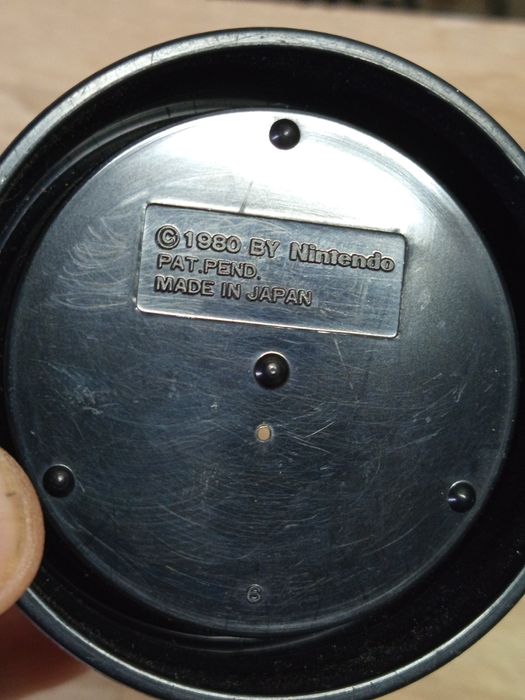 © 1980 BY Nintendo
PAT.PEND.
MADE IN JAPAN
6